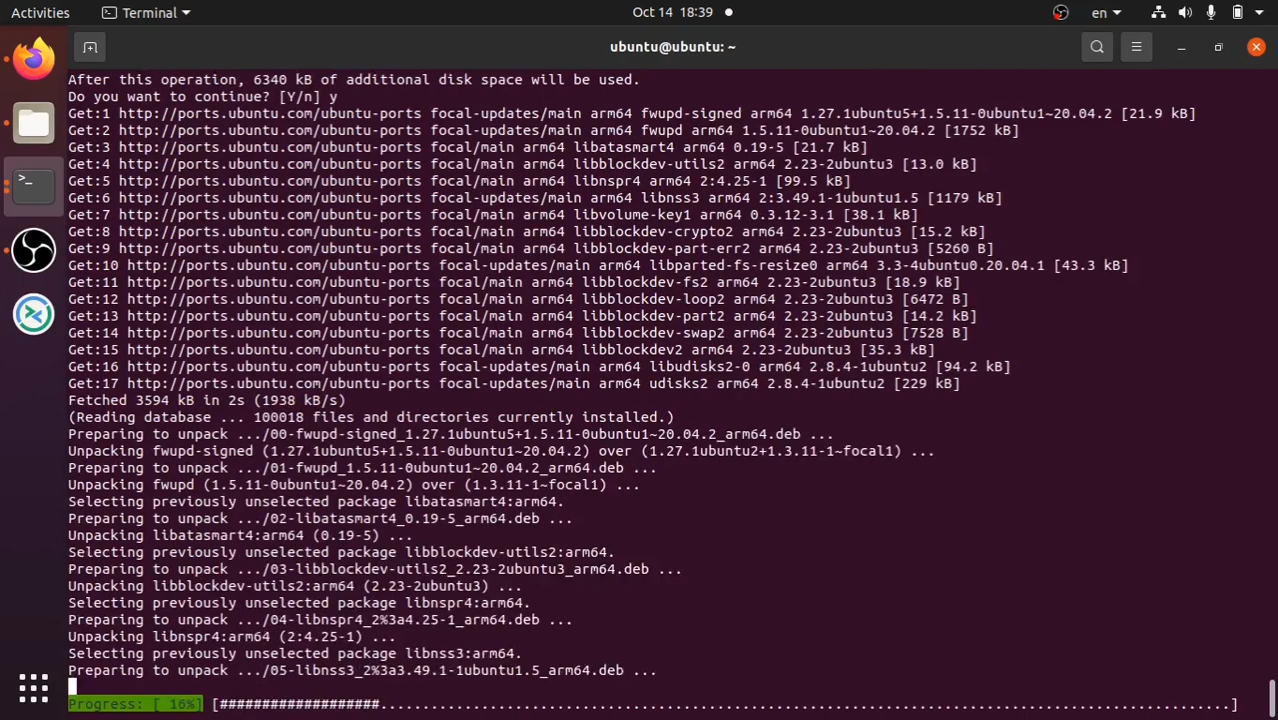 Activities
Terminal
Oct 14 18:39
en
ubuntu@ubuntu: ~
After this operation, 6340 kB of additional disk space will be used.
Do you want to continue? [Y/n] y
Get:1 http://ports.ubuntu.com/ubuntu-ports focal-updates/main arm64 fwupd-signed arm64 1.27.1ubuntu5+1.5.11-0ubuntu1~20.04.2 [21.9 kB]
Get:2 http://ports.ubuntu.com/ubuntu-ports focal-updates/main arm64 fwupd arm64 1.5.11-0ubuntu1~20.04.2 [1752 kB]
Get:3 http://ports.ubuntu.com/ubuntu-ports focal/main arm64 libatasmart4 arm64 0.19-5 [21.7 kB]
Get:4 http://ports.ubuntu.com/ubuntu-ports focal/main arm64 libblockdev-utils2 arm64 2.23-2ubuntu3 [13.0 kB]
Get:5 http://ports.ubuntu.com/ubuntu-ports focal/main arm64 libnspr4 arm64 2:4.25-1 [99.5 kB]
Get:6 http://ports.ubuntu.com/ubuntu-ports focal-updates/main arm64 libnss3 arm64 2:3.49.1-1ubuntu1.5 [1179 kB]
Get:7 http://ports.ubuntu.com/ubuntu-ports focal/main arm64 libvolume-key1 arm64 0.3.12-3.1 [38.1 kB]
Get:8 http://ports.ubuntu.com/ubuntu-ports focal/main arm64 libblockdev-crypto2 arm64 2.23-2ubuntu3 [15.2 kB]
Get:9 http://ports.ubuntu.com/ubuntu-ports focal/main arm64 libblockdev-part-err2 arm64 2.23-2ubuntu3 [5260 B]
Get:10 http://ports.ubuntu.com/ubuntu-ports focal-updates/main arm64 libparted-fs-resize0 arm64 3.3-4ubuntu0.20.04.1 [43.3 kB]
Get:11 http://ports.ubuntu.com/ubuntu-ports focal/main arm64 libblockdev-fs2 arm64 2.23-2ubuntu3 [18.9 kB]
Get:12 http://ports.ubuntu.com/ubuntu-ports focal/main arm64 libblockdev-loop2 arm64 2.23-2ubuntu3 [6472 B]
Get:13 http://ports.ubuntu.com/ubuntu-ports focal/main arm64 libblockdev-part2 arm64 2.23-2ubuntu3 [14.2 kB]
Get:14 http://ports.ubuntu.com/ubuntu-ports focal/main arm64 libblockdev-swap2 arm64 2.23-2ubuntu3 [7528 B]
Get:15 http://ports.ubuntu.com/ubuntu-ports focal/main arm64 libblockdev2 arm64 2.23-2ubuntu3 [35.3 kB]
Get:16 http://ports.ubuntu.com/ubuntu-ports focal-updates/main arm64 libudisks2-0 arm64 2.8.4-1ubuntu2 [94.2 kB]
Get:17 http://ports.ubuntu.com/ubuntu-ports focal-updates/main arm64 udisks2 arm64 2.8.4-1ubuntu2 [229 kB]
Fetched 3594 kB in 2s (1938 kB/s)
(Reading database ... 100018 files and directories currently installed.)
Preparing to unpack .../00-fwupd-signed_1.27.1ubuntu5+1.5.11-0ubuntu1~20.04.2_arm64.deb ...
Unpacking fwupd-signed (1.27.1ubuntu5+1.5.11-0ubuntu1~20.04.2) over (1.27.1ubuntu2+1.3.11-1~focal1) ...
Preparing to unpack .../01-fwupd_1.5.11-0ubuntu1~20.04.2_arm64.deb ...
Unpacking fwupd (1.5.11-0ubuntu1~20.04.2) over (1.3.11-1~focal1) ...
Selecting previously unselected package libatasmart4:arm64.
Preparing to unpack .../02-libatasmart4_0.19-5_arm64.deb ...
Unpacking libatasmart4:arm64 (0.19-5) ...
Selecting previously unselected package libblockdev-utils2:arm64.
Preparing to unpack .../03-libblockdev-utils2_2.23-2ubuntu3_arm64.deb ...
Unpacking libblockdev-utils2:arm64 (2.23-2ubuntu3) ...
Selecting previously unselected package libnspr4:arm64.
Preparing to unpack .../04-libnspr4_2%3a4.25-1_arm64.deb ...
Unpacking libnspr4:arm64 (2:4.25-1) ...
Selecting previously unselected package libnss3:arm64.
Preparing to unpack .../05-libnss3_2%3a3.49.1-1ubuntu1.5_arm64.deb ...
Progress: [ 16%] [###################.....................................................................................................]